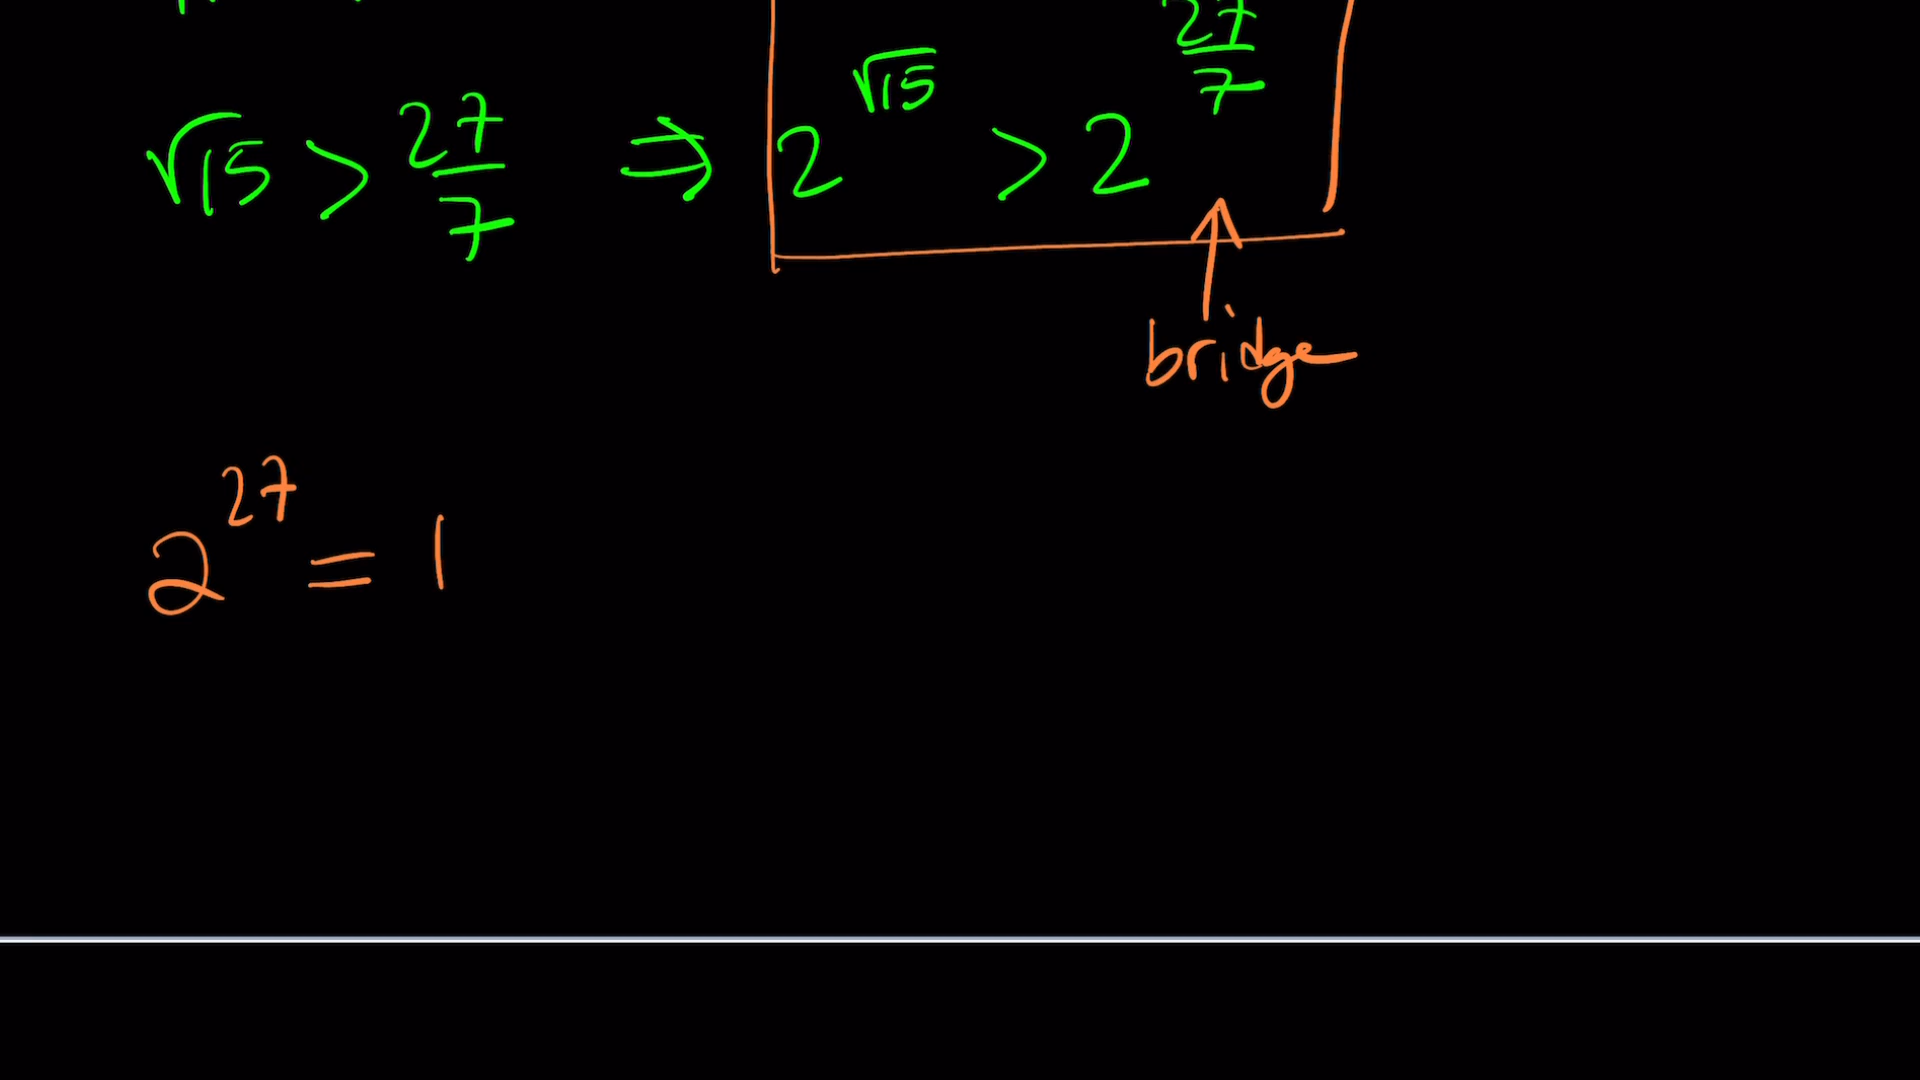 √15 > 27/7 ⇒ 2^√15 > 2^27/7
bridge
2^27 = 1